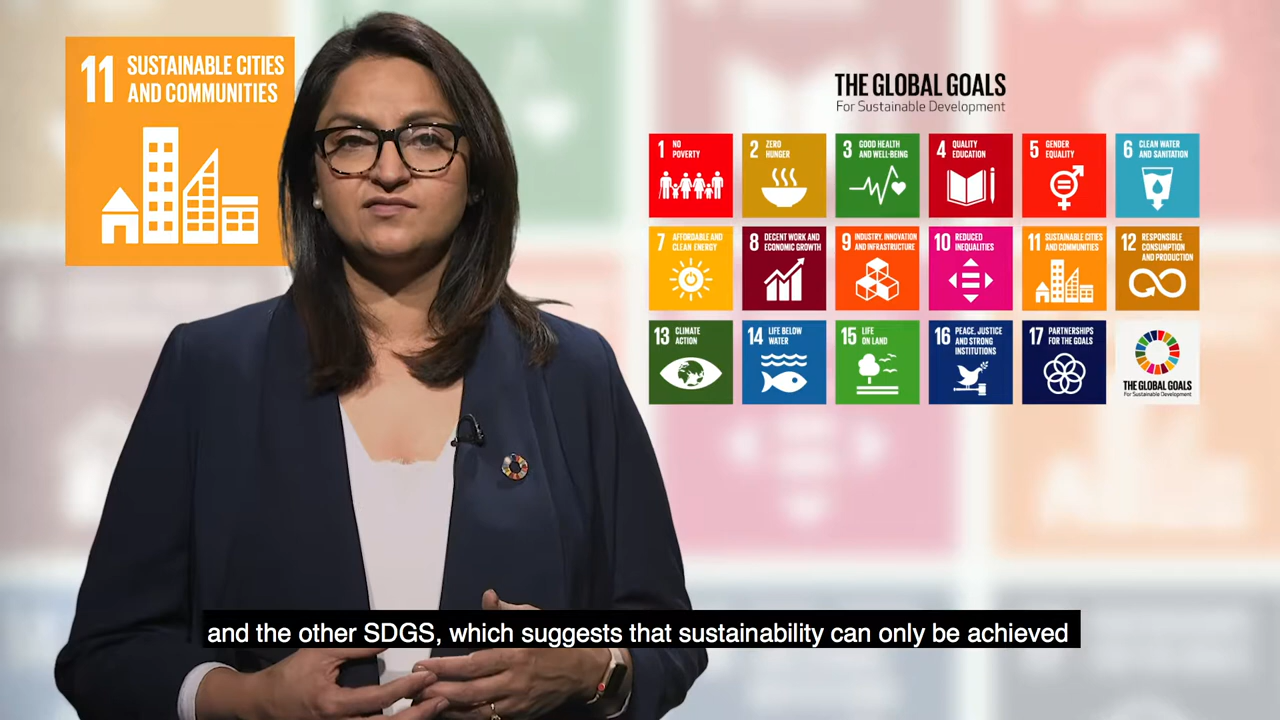 11 SUSTAINABLE CITIES
AND COMMUNITIES
THE GLOBAL GOALS
For Sustainable Development
1 NO
POVERTY
2 ZERO
HUNGER
3 GOOD HEALTH
AND WELL-BEING
4 QUALITY
EDUCATION
5 GENDER
EQUALITY
6 CLEAN WATER
AND SANITATION
7 AFFORDABLE AND
CLEAN ENERGY
8 DECENT WORK AND
ECONOMIC GROWTH
9 INDUSTRY, INNOVATION
AND INFRASTRUCTURE
10 REDUCED
INEQUALITIES
11 SUSTAINABLE CITIES
AND COMMUNITIES
12 RESPONSIBLE
CONSUMPTION
AND PRODUCTION
13 CLIMATE
ACTION
14 LIFE BELOW
WATER
15 LIFE
ON LAND
16 PEACE, JUSTICE
AND STRONG
INSTITUTIONS
17 PARTNERSHIPS
FOR THE GOALS
THE GLOBAL GOALS
For Sustainable Development
and the other SDGS, which suggests that sustainability can only be achieved